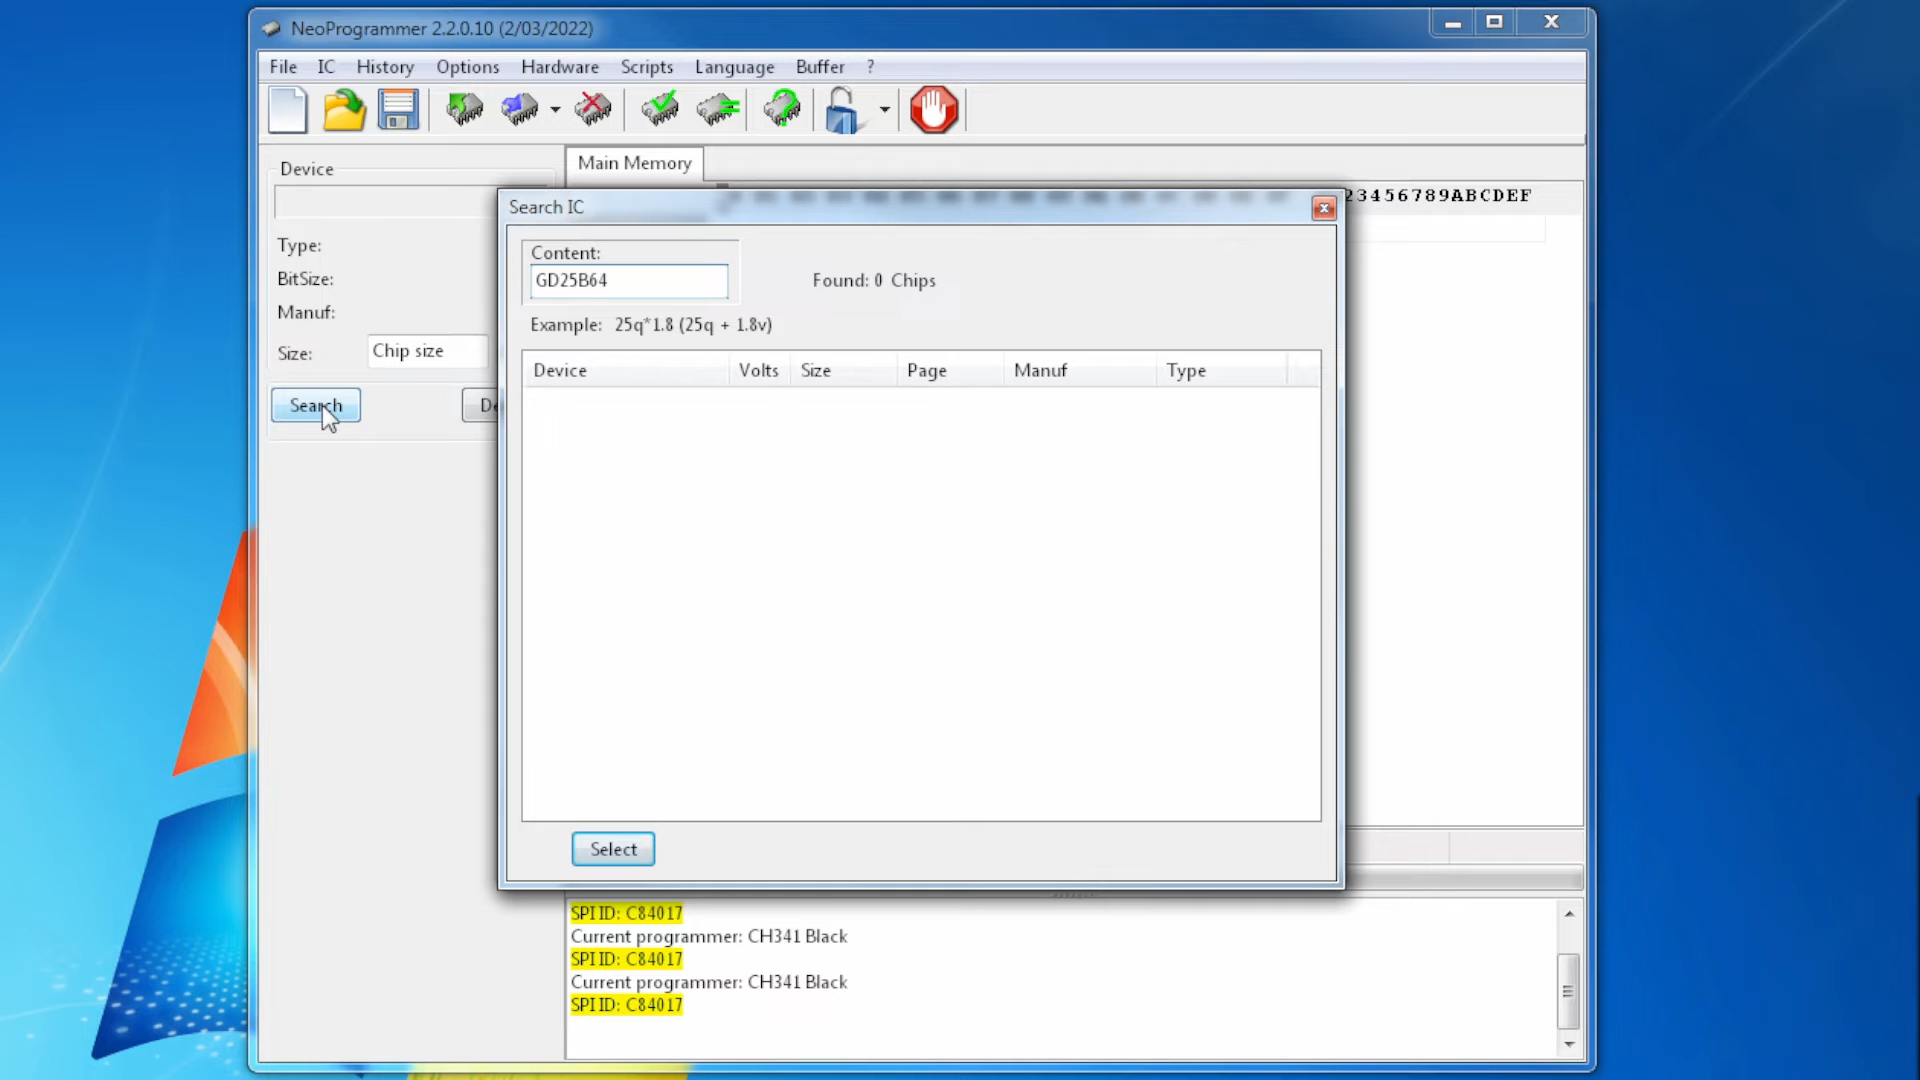 NeoProgrammer 2.2.0.10 (2/03/2022)
File IC History Options Hardware Scripts Language Buffer ?
Device
Main Memory
23456789ABCDEF
Search IC
Type:
BitSize:
Manuf:
Size: Chip size
Search
Content:
GD25B64
Found: 0 Chips
Example: 25q*1.8 (25q + 1.8v)
Device Volts Size Page Manuf Type
Select
SPI ID: C84017
Current programmer: CH341 Black
SPI ID: C84017
Current programmer: CH341 Black
SPI ID: C84017